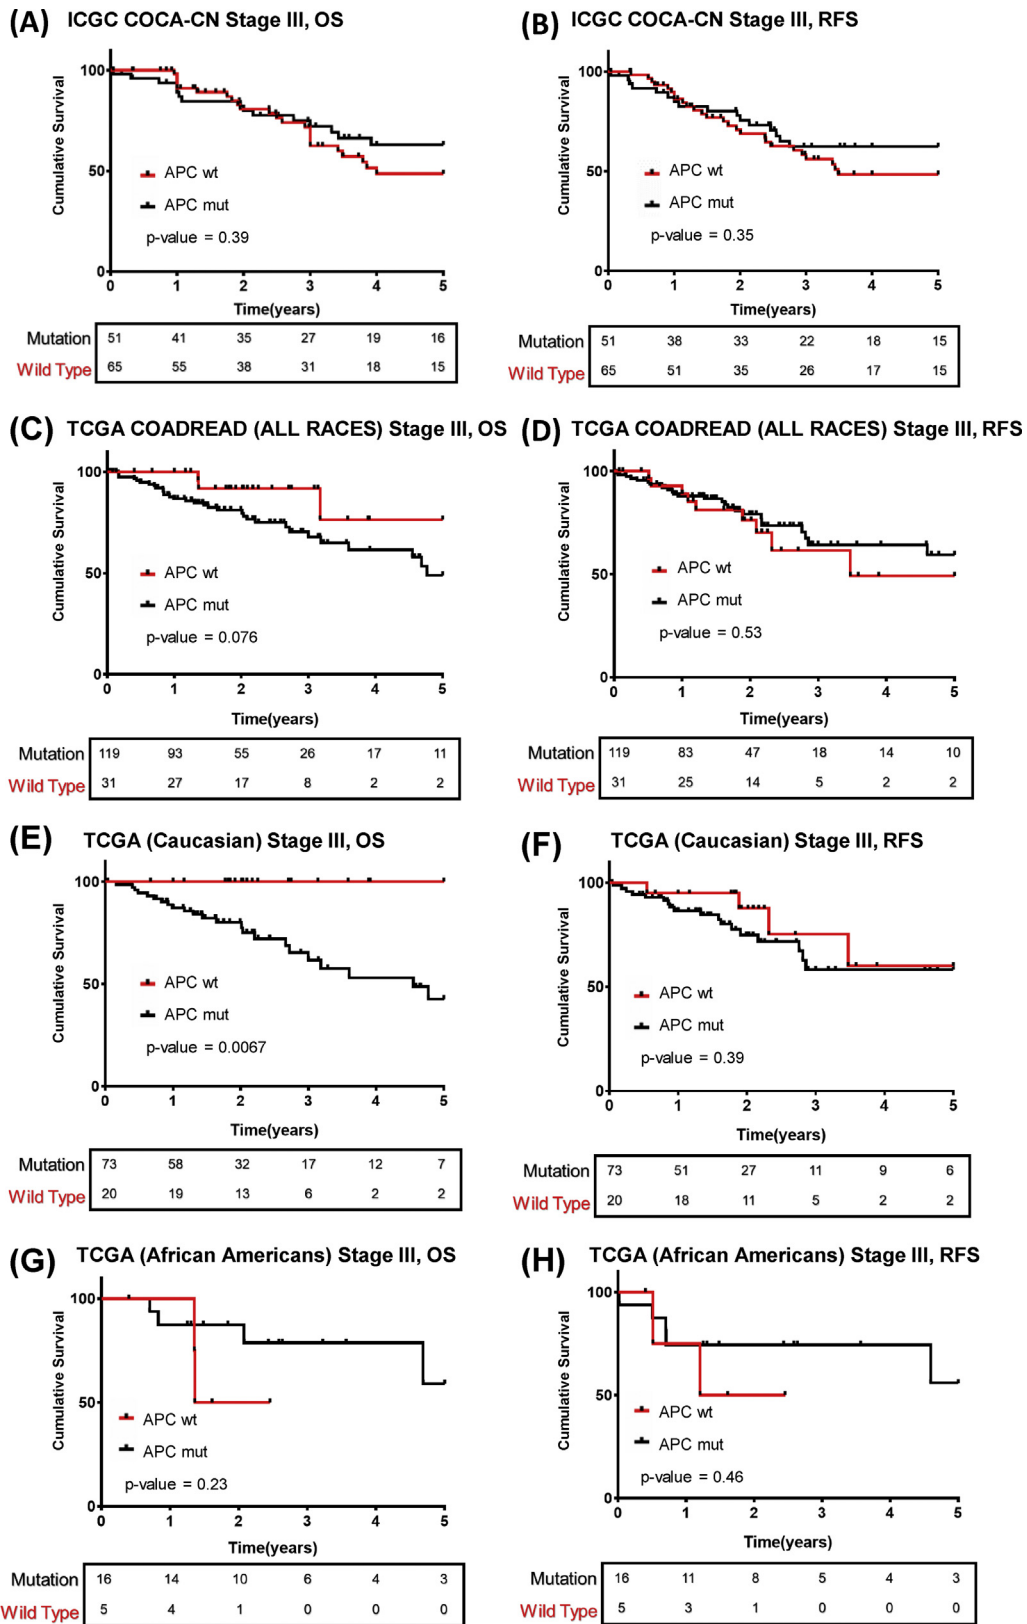 (A) ICGC COCA-CN Stage III, OS
Cumulative Survival
100
50
0
APC wt
APC mut
p-value = 0.39
0 1 2 3 4 5
Time(years)
Mutation 51 41 35 27 19 16
Wild Type 65 55 38 31 18 15
(B) ICGC COCA-CN Stage III, RFS
Cumulative Survival
100
50
0
APC wt
APC mut
p-value = 0.35
0 1 2 3 4 5
Time(years)
Mutation 51 38 33 22 18 15
Wild Type 65 51 35 26 17 15
(C) TCGA COADREAD (ALL RACES) Stage III, OS
Cumulative Survival
100
50
0
APC wt
APC mut
p-value = 0.076
0 1 2 3 4 5
Time(years)
Mutation 119 93 55 26 17 11
Wild Type 31 27 17 8 2 2
(D) TCGA COADREAD (ALL RACES) Stage III, RFS
Cumulative Survival
100
50
0
APC wt
APC mut
p-value = 0.53
0 1 2 3 4 5
Time(years)
Mutation 119 83 47 18 14 10
Wild Type 31 25 14 5 2 2
(E) TCGA (Caucasian) Stage III, OS
Cumulative Survival
100
50
0
APC wt
APC mut
p-value = 0.0067
0 1 2 3 4 5
Time(years)
Mutation 73 58 32 17 12 7
Wild Type 20 19 13 6 2 2
(F) TCGA (Caucasian) Stage III, RFS
Cumulative Survival
100
50
0
APC wt
APC mut
p-value = 0.39
0 1 2 3 4 5
Time(years)
Mutation 73 51 27 11 9 6
Wild Type 20 18 11 5 2 2
(G) TCGA (African Americans) Stage III, OS
Cumulative Survival
100
50
0
APC wt
APC mut
p-value = 0.23
0 1 2 3 4 5
Time(years)
Mutation 16 14 10 6 4 3
Wild Type 5 4 1 0 0 0
(H) TCGA (African Americans) Stage III, RFS
Cumulative Survival
100
50
0
APC wt
APC mut
p-value = 0.46
0 1 2 3 4 5
Time(years)
Mutation 16 11 8 5 4 3
Wild Type 5 3 1 0 0 0